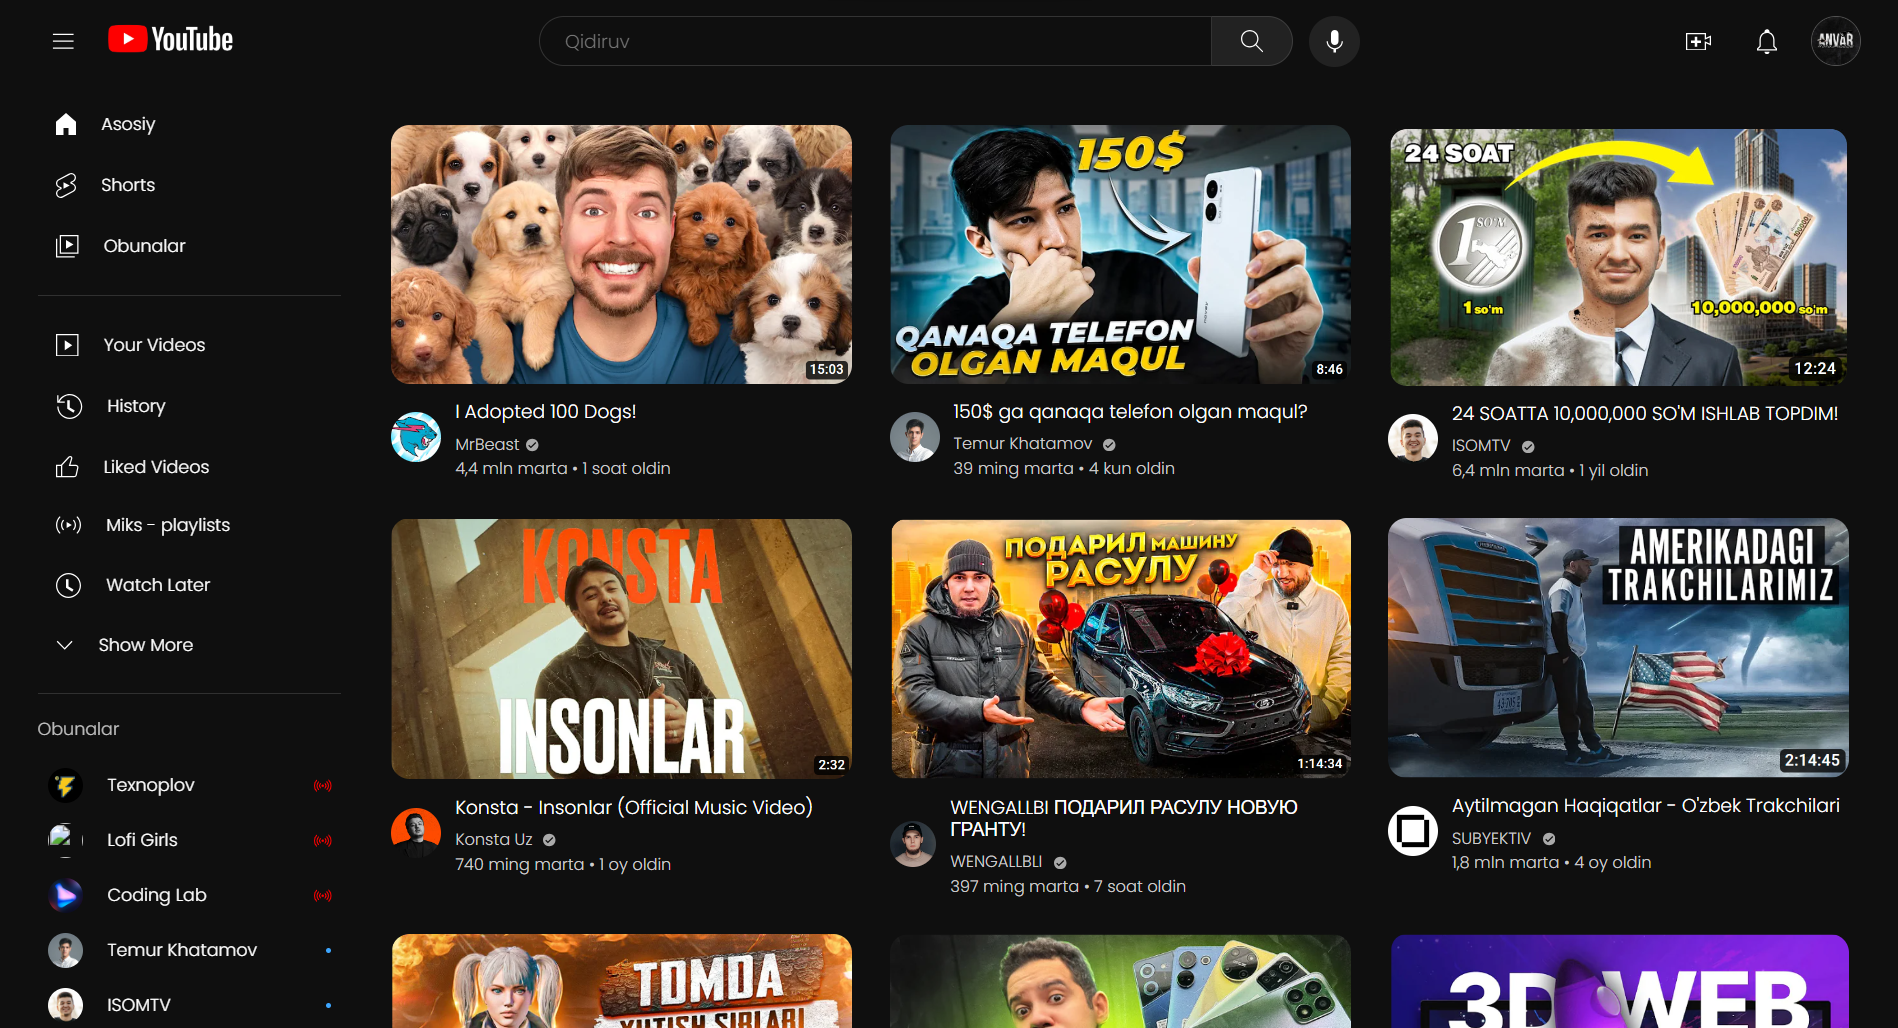 YouTube
Qidiruv
ANVAR
Asosiy
Shorts
Obunalar
Your Videos
History
Liked Videos
Miks - playlists
Watch Later
Show More
Obunalar
Texnoplov
Lofi Girls
Coding Lab
Temur Khatamov
ISOMTV
15:03
I Adopted 100 Dogs!
MrBeast
4,4 mln marta • 1 soat oldin
150$
QANAQA TELEFON
OLGAN MAQUL
8:46
150$ ga qanaqa telefon olgan maqul?
Temur Khatamov
39 ming marta • 4 kun oldin
24 SOAT
1 SO'M
1 so'm
10,000,000 so'm
12:24
24 SOATTA 10,000,000 SO'M ISHLAB TOPDIM!
ISOMTV
6,4 mln marta • 1 yil oldin
KONSTA
INSONLAR
2:32
Konsta - Insonlar (Official Music Video)
Konsta Uz
740 ming marta • 1 oy oldin
ПОДАРИЛ МАШИНУ
РАСУЛУ
1:14:34
WENGALLBI ПОДАРИЛ РАСУЛУ НОВУЮ
ГРАНТУ!
WENGALLBLI
397 ming marta • 7 soat oldin
AMERIKADAGI
TRAKCHILARIMIZ
2:14:45
Aytilmagan Haqiqatlar - O'zbek Trakchilari
SUBYEKTIV
1,8 mln marta • 4 oy oldin
TDMDA
YUTISH SIRLARI
3D WEB